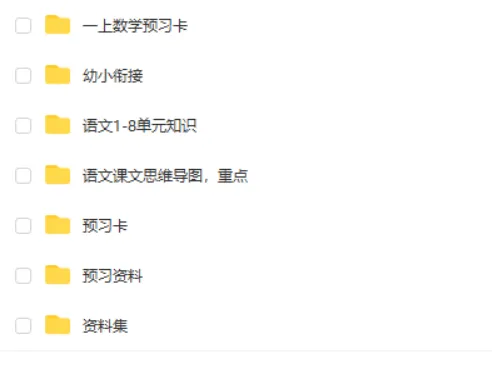 一上数学预习卡
幼小衔接
语文1-8单元知识
语文课文思维导图，重点
预习卡
预习资料
资料集